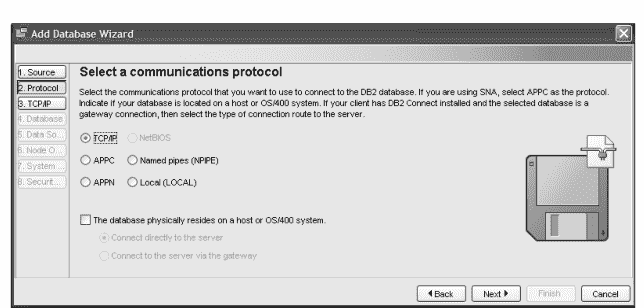 Add Database Wizard
1. Source
2. Protocol
3. TCP/IP
4. Database
5. Data So...
6. Node O...
7. System ...
8. Securit...
Select a communications protocol
Select the communications protocol that you want to use to connect to the DB2 database. If you are using SNA, select APPC as the protocol.
Indicate if your database is located on a host or OS/400 system. If your client has DB2 Connect installed and the selected database is a
gateway connection, then select the type of connection route to the server.
TCP/IP NetBIOS
APPC Named pipes (NPIPE)
APPN Local (LOCAL)
The database physically resides on a host or OS/400 system.
Connect directly to the server
Connect to the server via the gateway
Back Next Finish Cancel